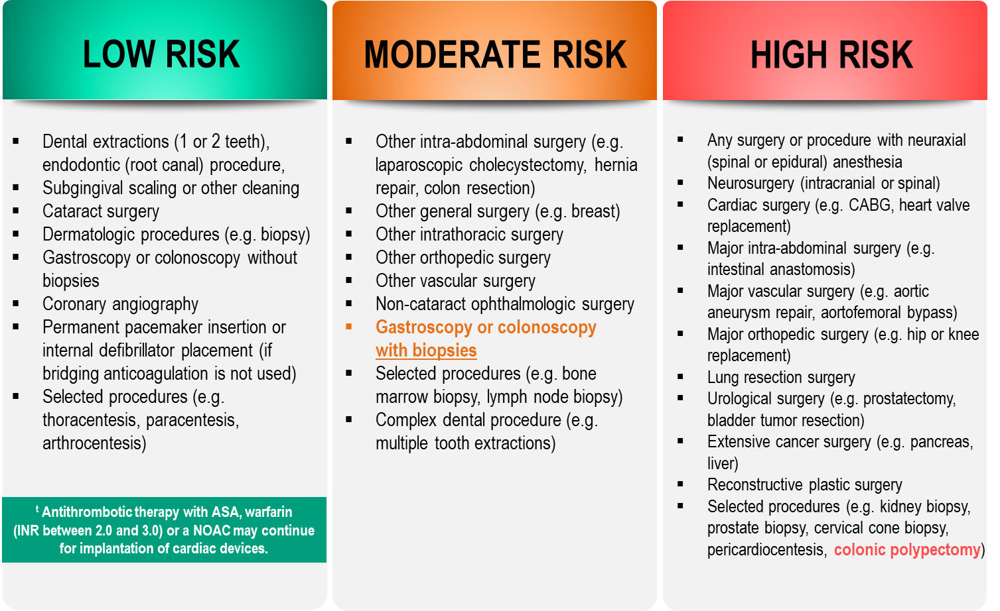 LOW RISK
Dental extractions (1 or 2 teeth),
endodontic (root canal) procedure,
Subgingival scaling or other cleaning
Cataract surgery
Dermatologic procedures (e.g. biopsy)
Gastroscopy or colonoscopy without
biopsies
Coronary angiography
Permanent pacemaker insertion or
internal defibrillator placement (if
bridging anticoagulation is not used)
Selected procedures (e.g.
thoracentesis, paracentesis,
arthrocentesis)
t Antithrombotic therapy with ASA, warfarin
(INR between 2.0 and 3.0) or a NOAC may continue
for implantation of cardiac devices.
MODERATE RISK
Other intra-abdominal surgery (e.g.
laparoscopic cholecystectomy, hernia
repair, colon resection)
Other general surgery (e.g. breast)
Other intrathoracic surgery
Other orthopedic surgery
Other vascular surgery
Non-cataract ophthalmologic surgery
Gastroscopy or colonoscopy
with biopsies
Selected procedures (e.g. bone
marrow biopsy, lymph node biopsy)
Complex dental procedure (e.g.
multiple tooth extractions)
HIGH RISK
Any surgery or procedure with neuraxial
(spinal or epidural) anesthesia
Neurosurgery (intracranial or spinal)
Cardiac surgery (e.g. CABG, heart valve
replacement)
Major intra-abdominal surgery (e.g.
intestinal anastomosis)
Major vascular surgery (e.g. aortic
aneurysm repair, aortofemoral bypass)
Major orthopedic surgery (e.g. hip or knee
replacement)
Lung resection surgery
Urological surgery (e.g. prostatectomy,
bladder tumor resection)
Extensive cancer surgery (e.g. pancreas,
liver)
Reconstructive plastic surgery
Selected procedures (e.g. kidney biopsy,
prostate biopsy, cervical cone biopsy,
pericardiocentesis, colonic polypectomy)